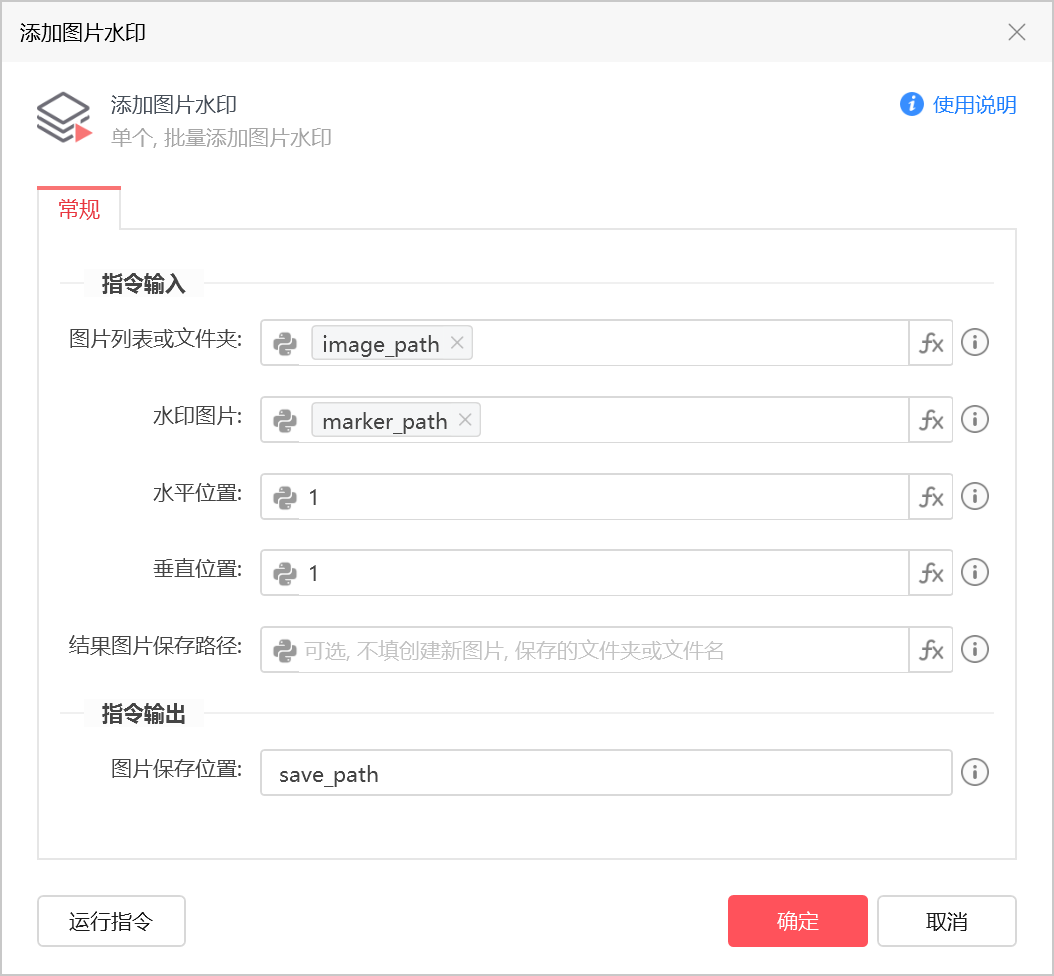 添加图片水印
添加图片水印
使用说明
单个, 批量添加图片水印
常规
指令输入
图片列表或文件夹: image_path fx
水印图片: marker_path fx
水平位置: 1 fx
垂直位置: 1 fx
结果图片保存路径: 可选, 不填创建新图片, 保存的文件夹或文件名 fx
指令输出
图片保存位置: save_path
运行指令 确定 取消